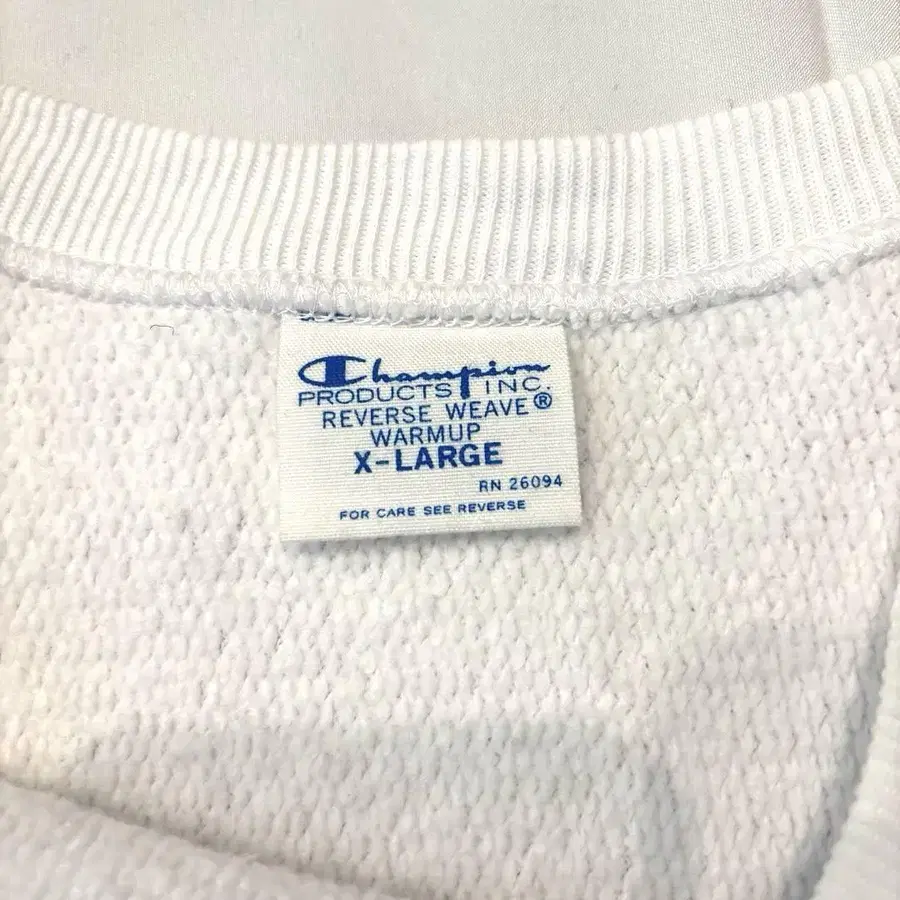 Champion
PRODUCTS INC.
REVERSE WEAVE®
WARMUP
X-LARGE
RN 26094
FOR CARE SEE REVERSE